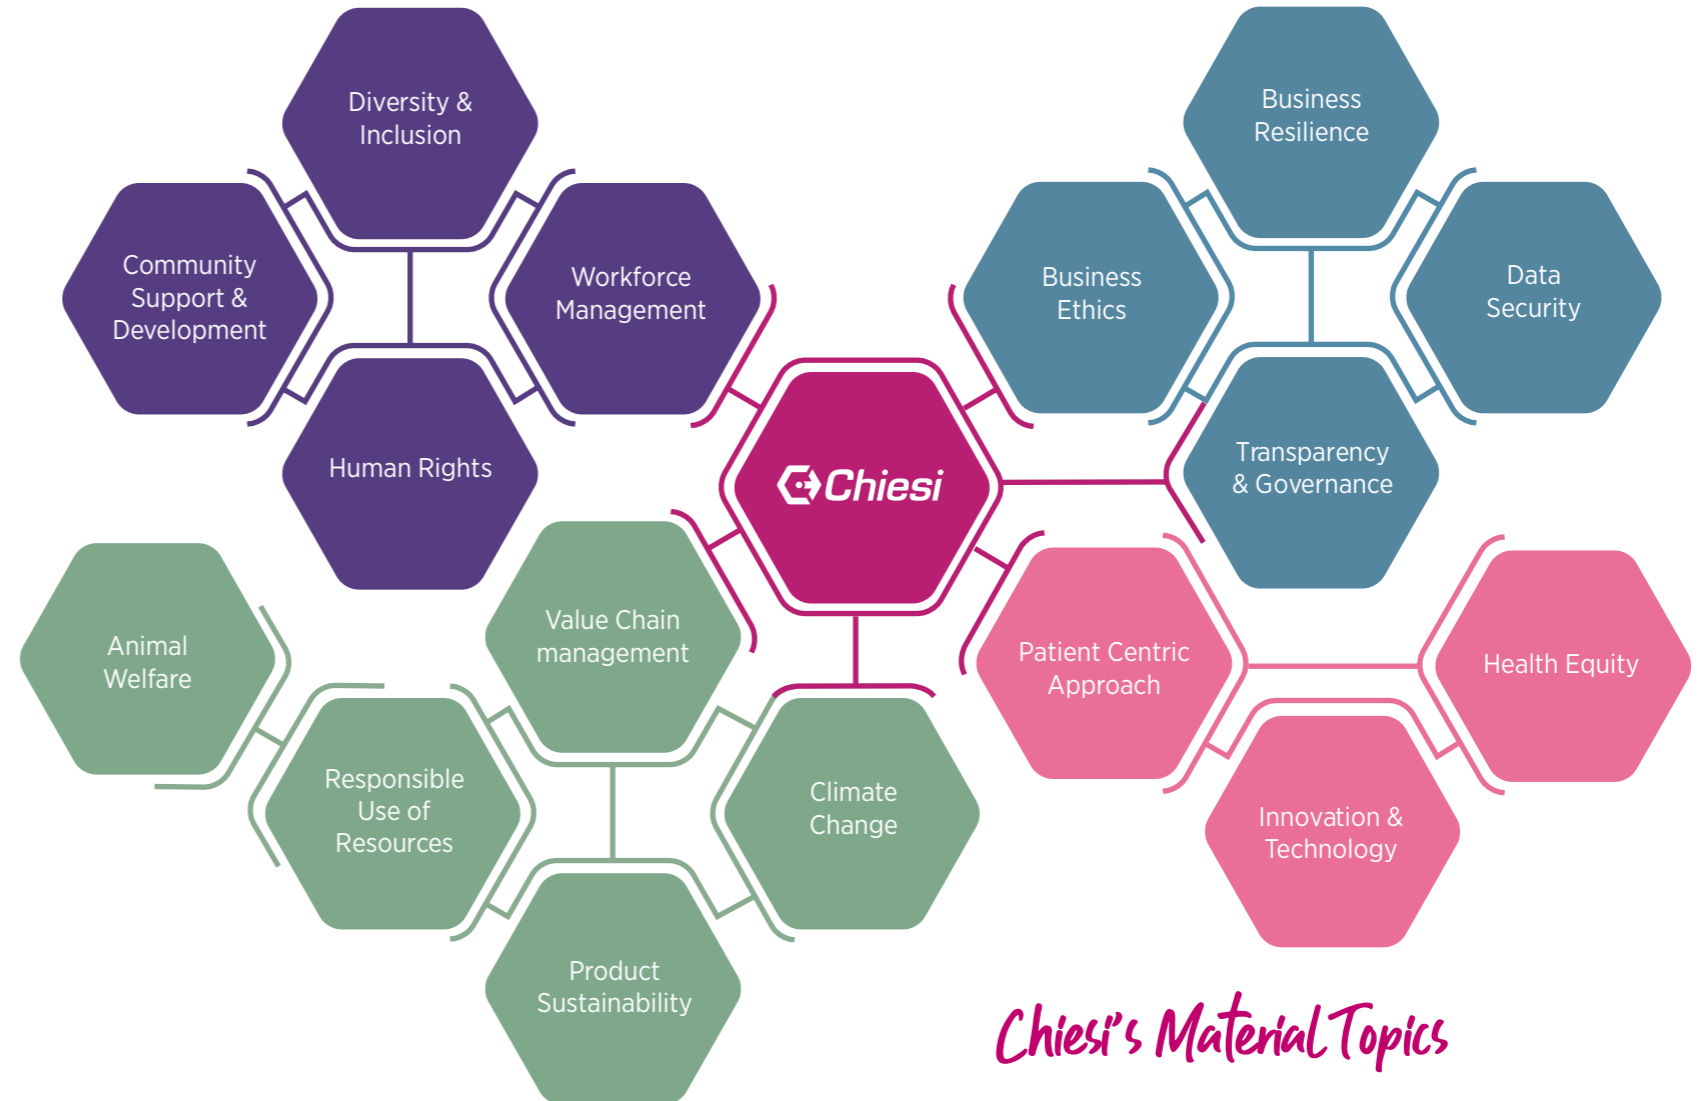 Diversity &
Inclusion
Community
Support &
Development
Workforce
Management
Human Rights
Business
Resilience
Business
Ethics
Data
Security
Transparency
& Governance
Chiesi
Value Chain
management
Animal
Welfare
Responsible
Use of
Resources
Climate
Change
Product
Sustainability
Patient Centric
Approach
Health Equity
Innovation &
Technology
Chiesi's Material Topics